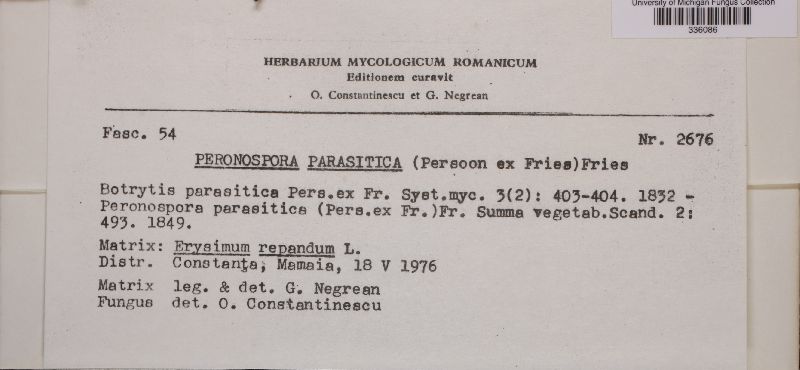 University of Michigan Fungus Collection
336086
HERBARIUM MYCOLOGICUM ROMANICUM
Editionem curavit
O. Constantinescu et G. Negrean
Fasc. 54
Nr. 2676
PERONOSPORA PARASITICA (Persoon ex Fries)Fries
Botrytis parasitica Pers.ex Fr. Syst.myc. 3(2): 403-404. 1832 -
Peronospora parasitica (Pers.ex Fr.)Fr. Summa vegetab.Scand. 2:
493. 1849.
Matrix: Erysimum repandum L.
Distr. Constanţa, Mamaia, 18 V 1976
Matrix leg. & det. G. Negrean
Fungus det. O. Constantinescu